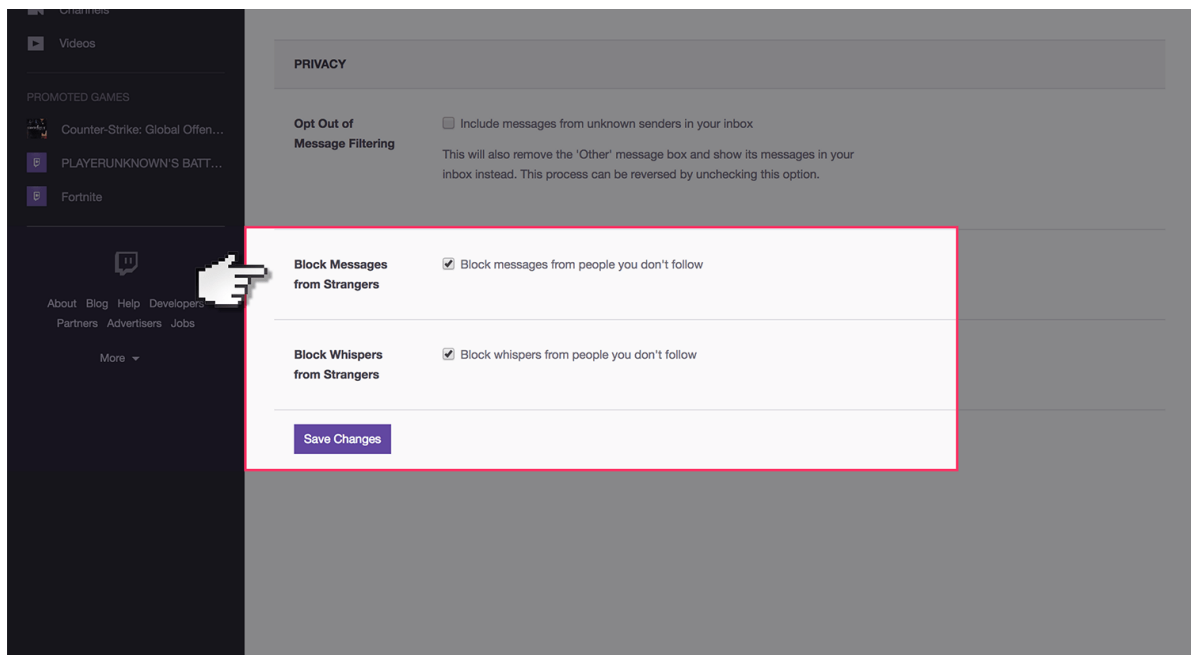 Channels
Videos
PROMOTED GAMES
Counter-Strike: Global Offen...
PLAYERUNKNOWN'S BATT...
Fortnite
About Blog Help Developers
Partners Advertisers Jobs
More
PRIVACY
Opt Out of
Message Filtering
Include messages from unknown senders in your inbox
This will also remove the 'Other' message box and show its messages in your
inbox instead. This process can be reversed by unchecking this option.
Block Messages
from Strangers
Block messages from people you don't follow
Block Whispers
from Strangers
Block whispers from people you don't follow
Save Changes